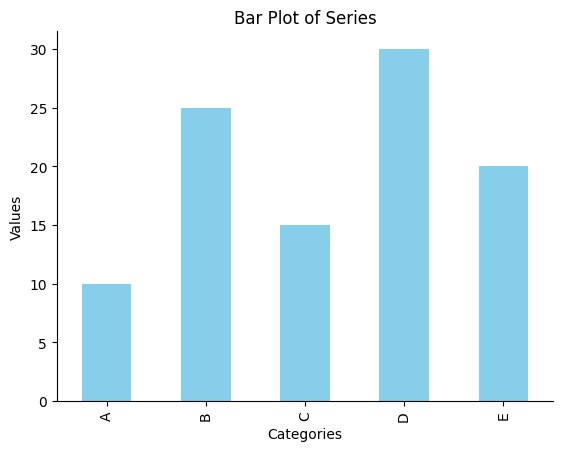 Bar Plot of Series
30
25
20
15
10
5
0
Values
A
B
C
D
E
Categories